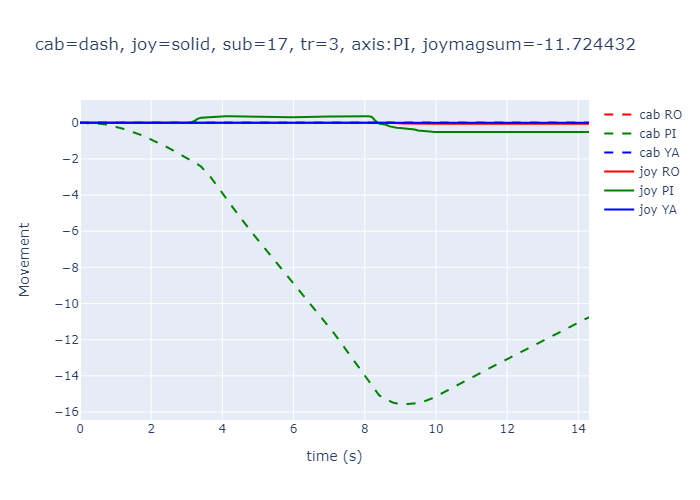 cab=dash, joy=solid, sub=17, tr=3, axis:PI, joymagsum=-11.724432
cab RO
cab PI
cab YA
joy RO
joy PI
joy YA
Movement
0
−2
−4
−6
−8
−10
−12
−14
−16
0 2 4 6 8 10 12 14
time (s)